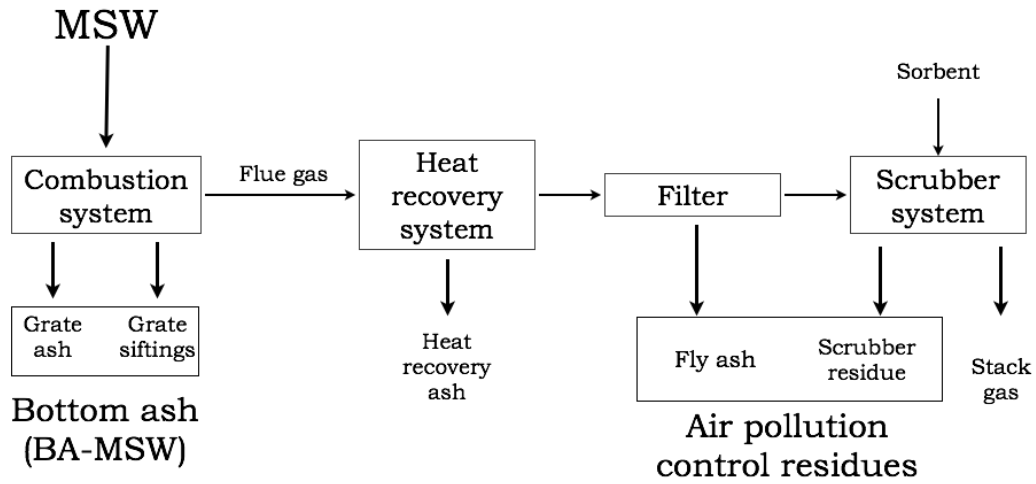 MSW
Sorbent
Combustion
system
Flue gas
Heat
recovery
system
Filter
Scrubber
system
Grate
ash
Grate
siftings
Heat
recovery
ash
Fly ash
Scrubber
residue
Stack
gas
Bottom ash
(BA-MSW)
Air pollution
control residues